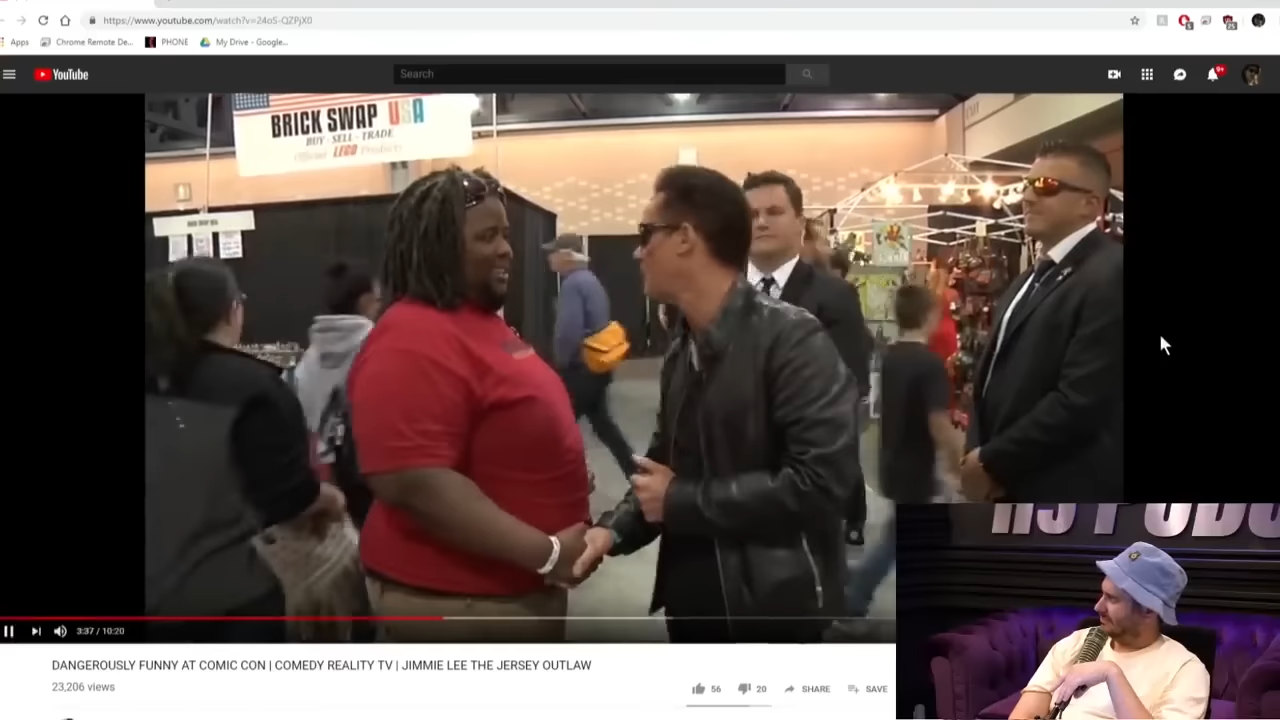 https://www.youtube.com/watch?v=24oS-QZPjX0
Apps
Chrome Remote De...
PHONE
My Drive - Google...
YouTube
Search
9+
BRICK SWAP USA
BUY - SELL - TRADE
Official LEGO Products
3:37 / 10:20
DANGEROUSLY FUNNY AT COMIC CON | COMEDY REALITY TV | JIMMIE LEE THE JERSEY OUTLAW
23,206 views
56
20
SHARE
SAVE